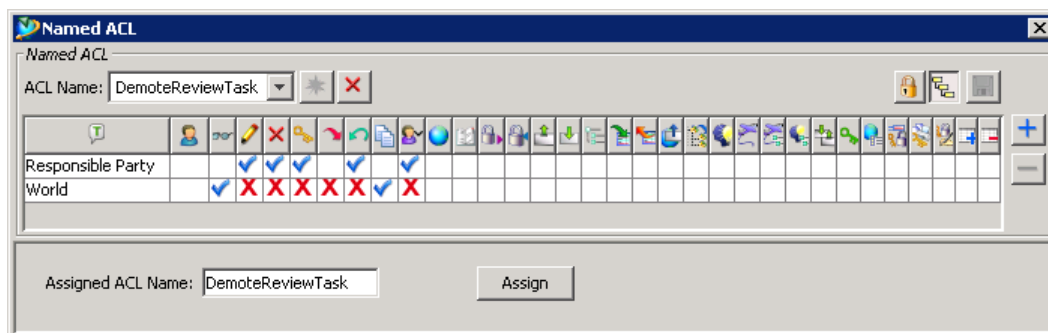 Named ACL
Named ACL
ACL Name: DemoteReviewTask
Responsible Party
World
Assigned ACL Name: DemoteReviewTask Assign